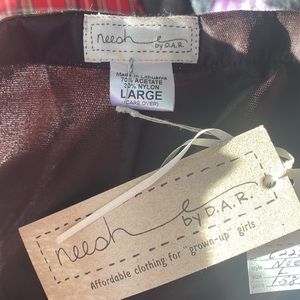 neesh
by D.A.R.
Made in Lithuania
70% ACETATE
30% NYLON
LARGE
(CARE OVER)
neesh
by D.A.R.
Affordable clothing for "grown-up" girls